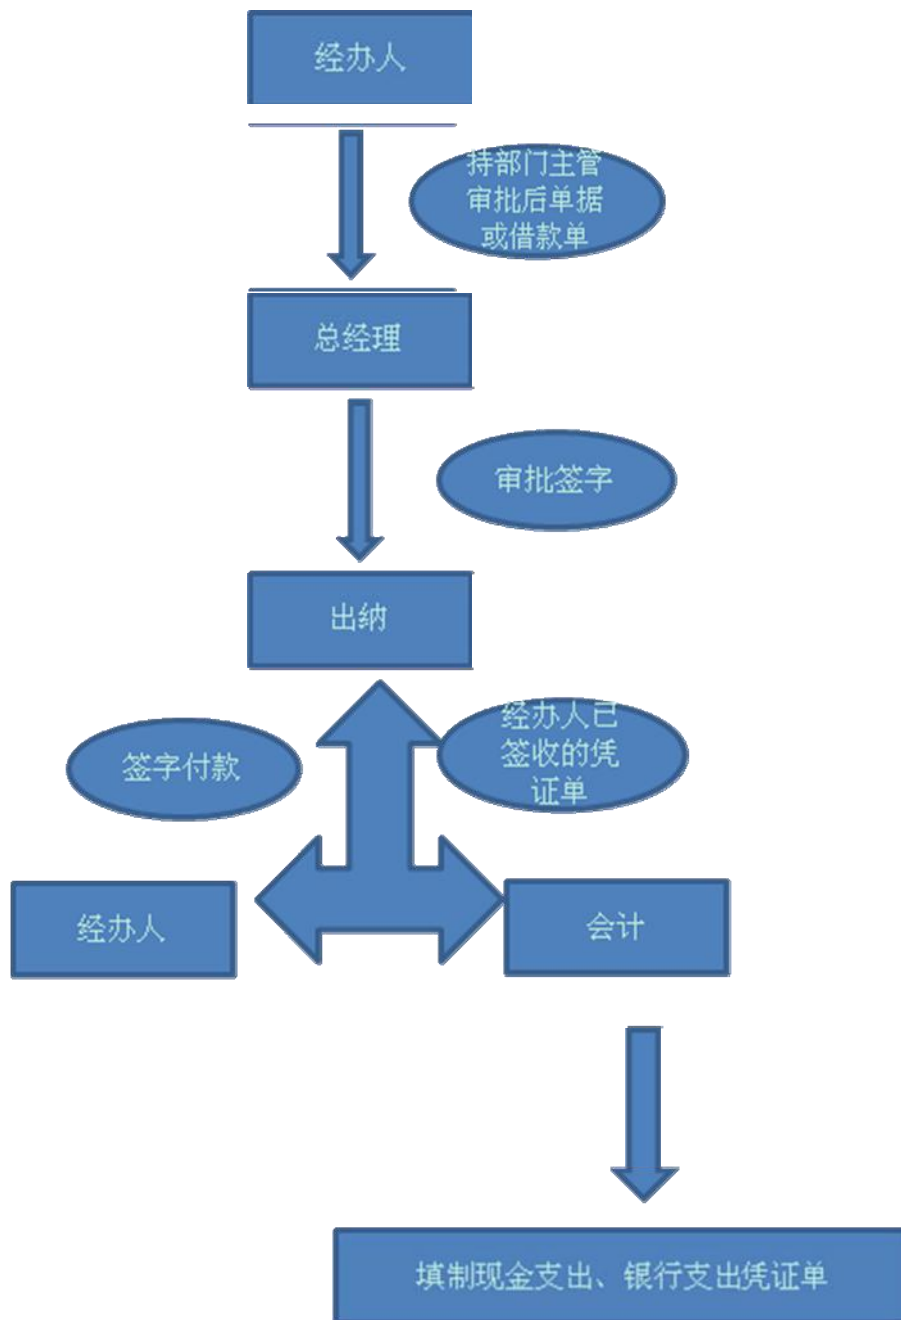 经办人
持部门主管
审批后单据
或借款单
总经理
审批签字
出纳
签字付款
经办人已
签收的凭
证单
经办人
会计
填制现金支出、银行支出凭证单